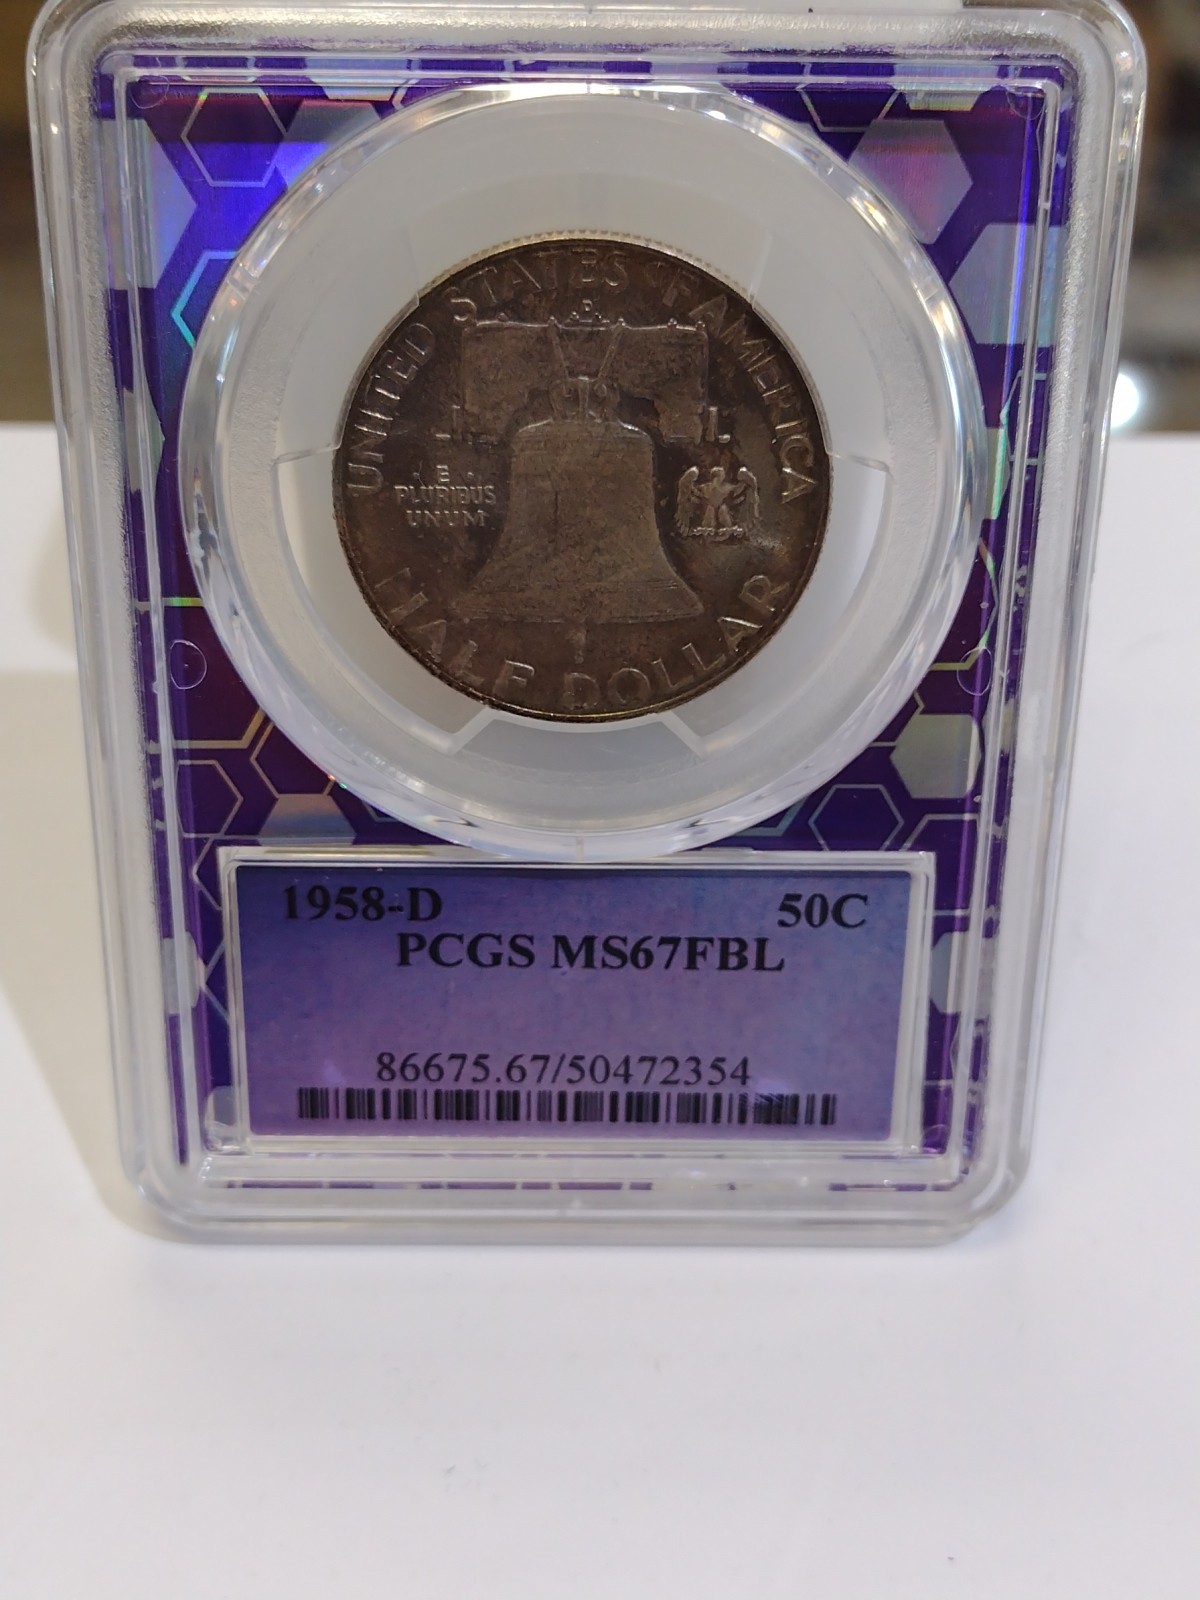 UNITED STATES OF AMERICA
D
E
PLURIBUS
UNUM
HALF DOLLAR
1958-D 50C
PCGS MS67FBL
86675.67/50472354